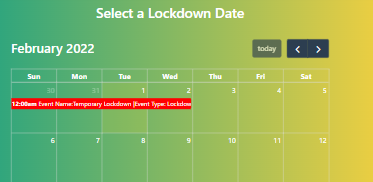 Select a Lockdown Date
February 2022
today
Sun Mon Tue Wed Thu Fri Sat
30 31 1 2 3 4 5
12:00am Event Name:Temporary Lockdown |Event Type: Lockdow
6 7 8 9 10 11 12